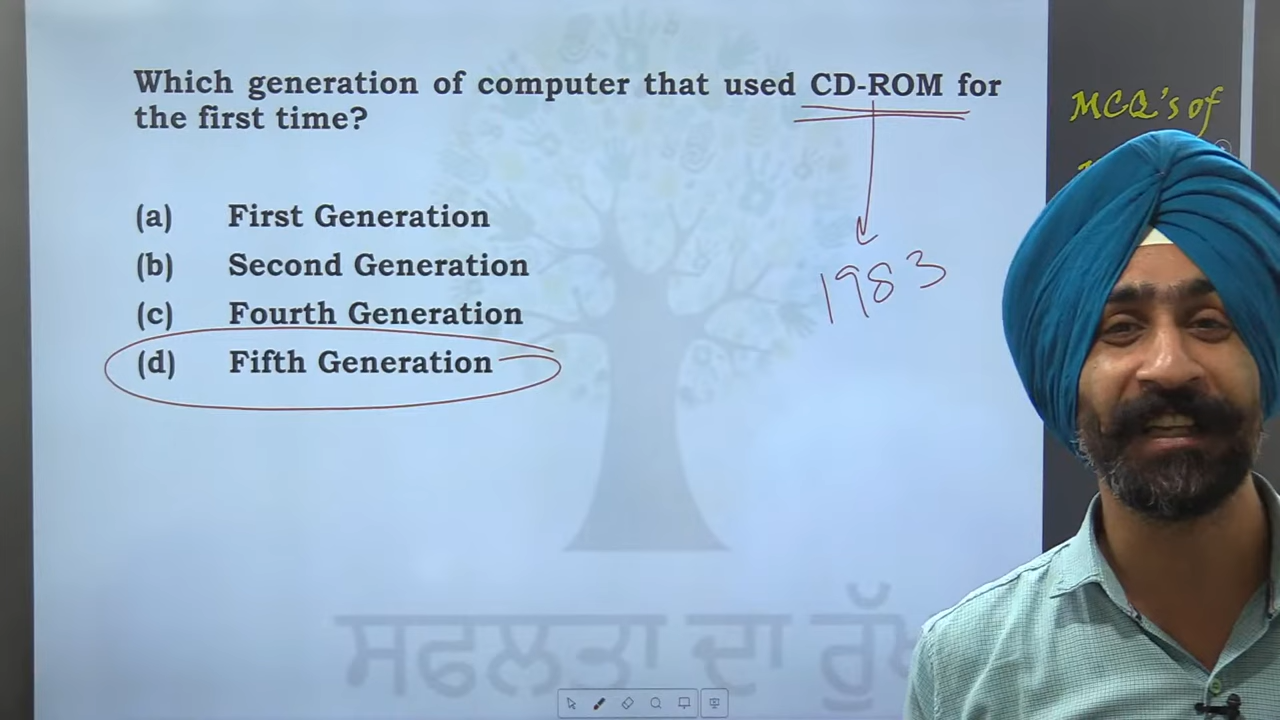 Which generation of computer that used CD-ROM for
the first time?
(a) First Generation
(b) Second Generation
(c) Fourth Generation
(d) Fifth Generation
1983
MCQ's of
ਸਫਲਤਾ ਦਾ